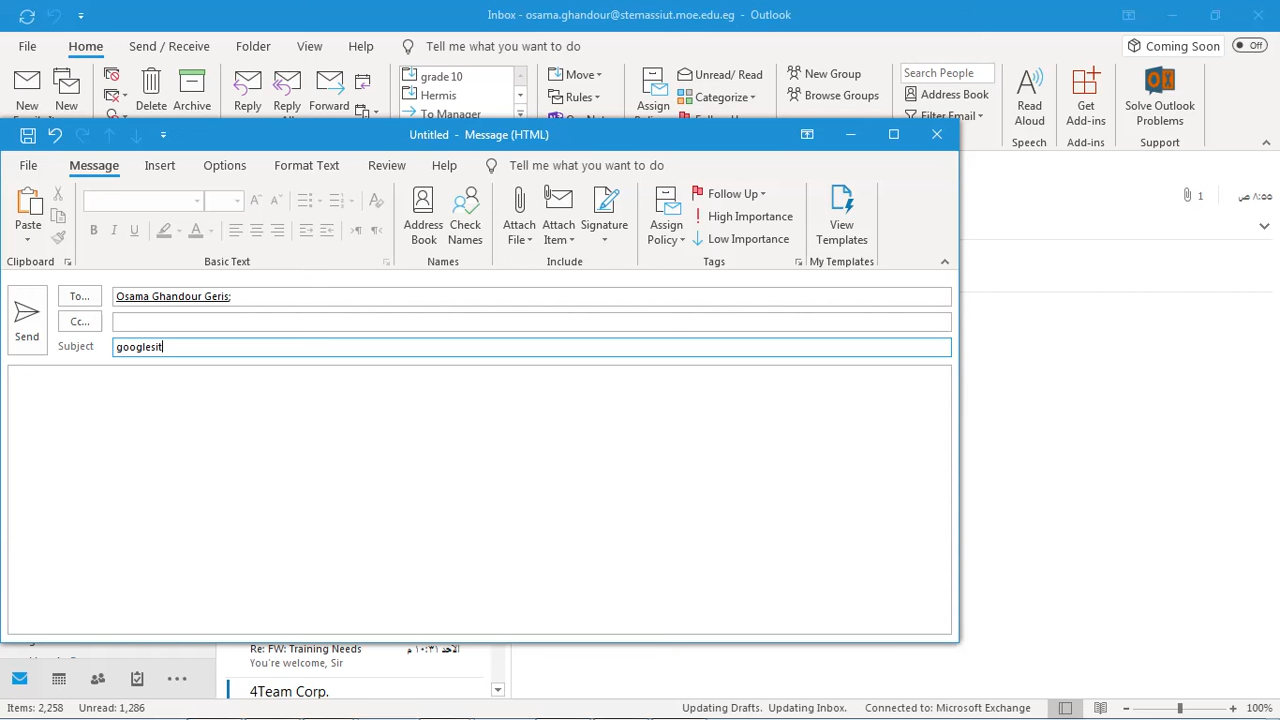 Inbox - osama.ghandour@stemassiut.moe.edu.eg - Outlook
File Home Send / Receive Folder View Help Tell me what you want to do Coming Soon Off
New New Delete Archive Reply Reply Forward
grade 10
Hermis
To Manager
Move
Rules
Assign
Unread/ Read
Categorize
New Group
Browse Groups
Search People
Address Book
Filter Email
Read Aloud
Speech
Get Add-ins
Add-ins
Solve Outlook Problems
Support
Untitled - Message (HTML)
File Message Insert Options Format Text Review Help Tell me what you want to do
Paste
Clipboard
B I U A
Basic Text
Address Book
Check Names
Names
Attach File
Attach Item
Signature
Include
Assign Policy
Follow Up
High Importance
Low Importance
Tags
View Templates
My Templates
1 ٨:٥٥ ص
Send
To... Osama Ghandour Geris;
Cc...
Subject googlesit
Re: FW: Training Needs الأحد ١٠:٣١ م
You're welcome, Sir
4Team Corp.
Items: 2,258 Unread: 1,286 Updating Drafts. Updating Inbox. Connected to: Microsoft Exchange 100%